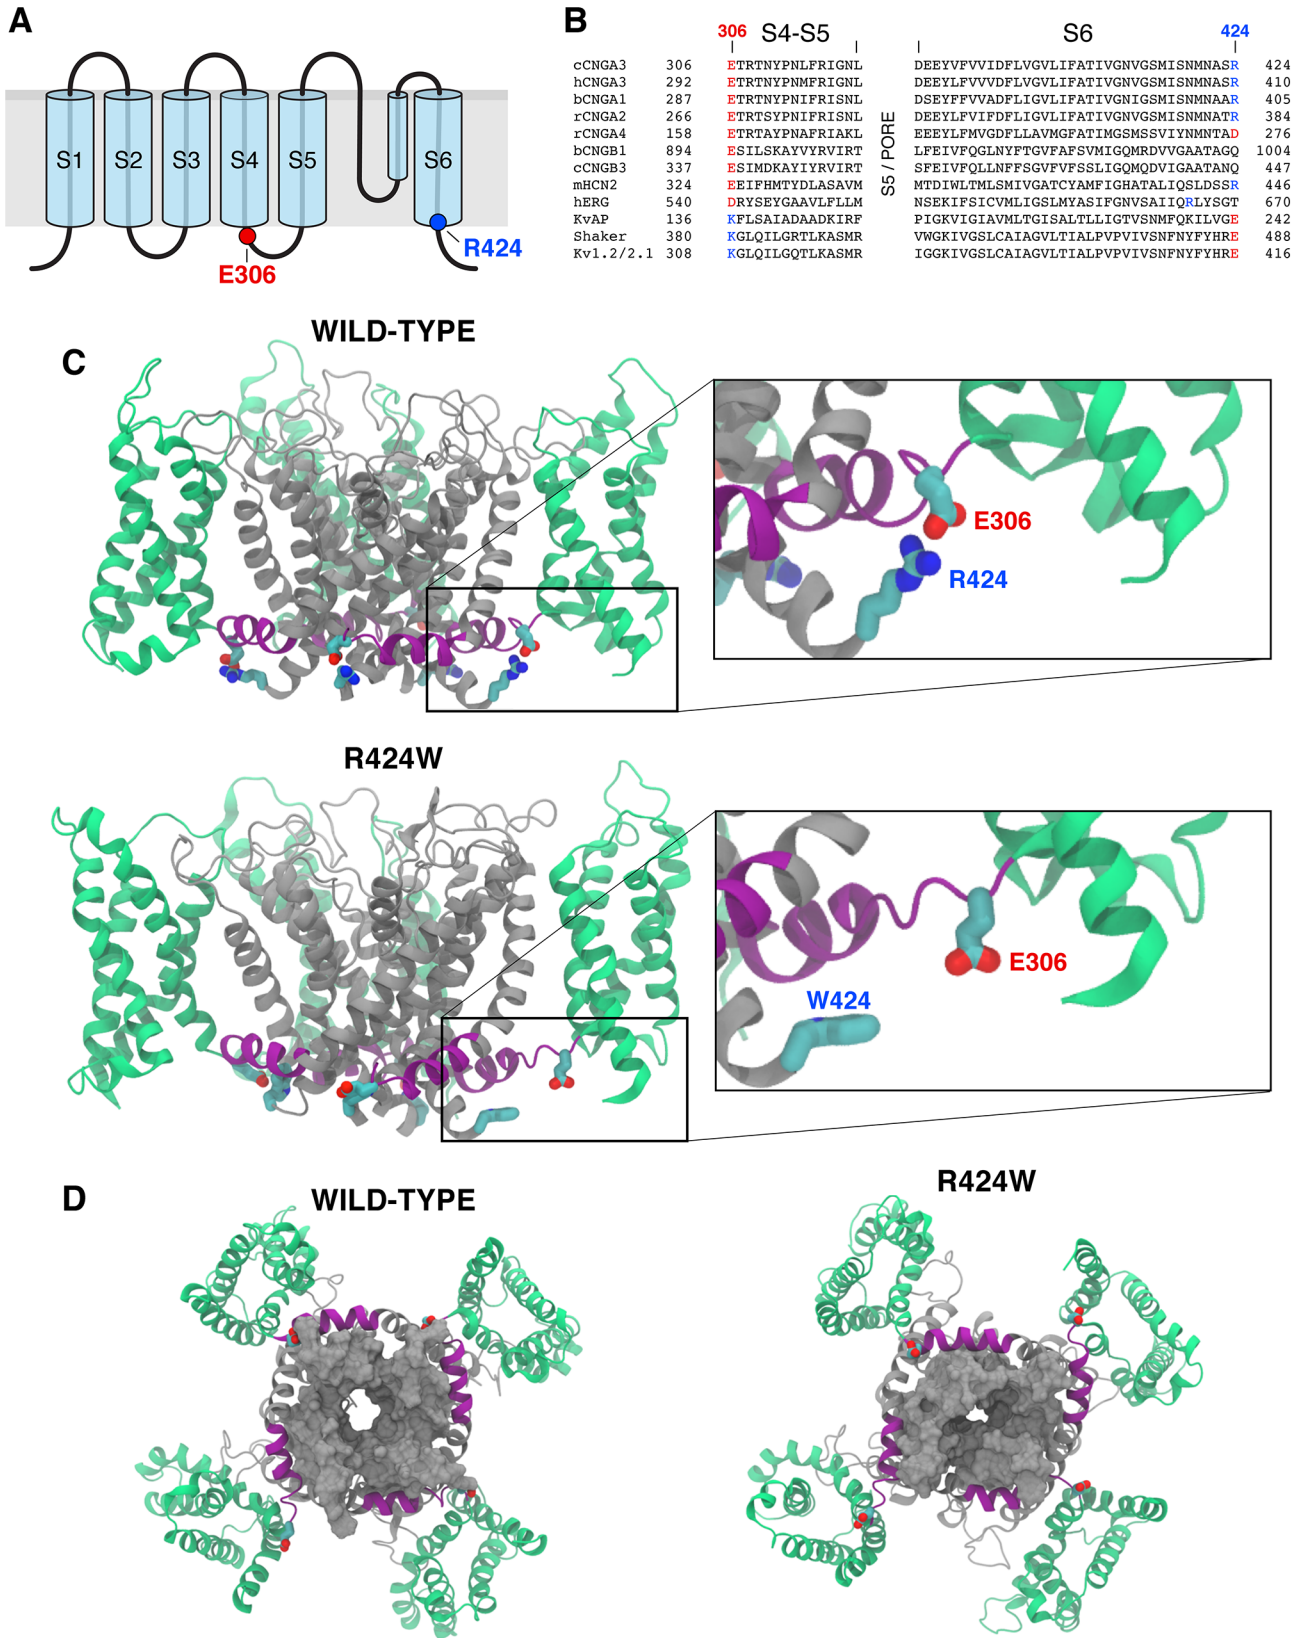 A
S1 S2 S3 S4 S5 S6
E306
R424
B
306 S4-S5 S6 424
S5 / PORE
cCNGA3 306 ETRTNYPNLFRIGNL DEEYVFVVIDFLVGVLIFATIVGNVGSMISNMNASR 424
hCNGA3 292 ETRTNYPNMFRIGNL DEEYVFVVVDFLVGVLIFATIVGNVGSMISNMNASR 410
bCNGA1 287 ETRTNYPNIFRISNL DSEYFFVVADFLIGVLIFATIVGNIGSMISNMNAAR 405
rCNGA2 266 ETRTSYPNIFRISNL DEEYLFVIFDFLIGVLIFATIVGNVGSMISNMNATR 384
rCNGA4 158 ETRTAYPNAFRIAKL DEEYLFMVGDFLLAVMGFATIMGSMSSVIYNMNTAD 276
bCNGB1 894 ESILSKAYVYRVIRT LFEIVFQGLNYFTGVFAFSVMIGQMRDVVGAATAGQ 1004
cCNGB3 337 ESIMDKAYIYRVIRT SFEIVFQLLNFFSGVFVFSSLIGQMQDVIGAATANQ 447
mHCN2 324 EEIFHMTYDLASAVM MTDIWLTMLSMIVGATCYAMFIGHATALIQSLDSSR 446
hERG 540 DRYSEYGAAVLFLLM NSEKIFSICVMLIGSLMYASIFGNVSAIIQRLYSGT 670
KvAP 136 KFLSAIADAADKIRF PIGKVIGIAVMLTGISALTLLIGTVSNMFQKILVGE 242
Shaker 380 KGLQILGRTLKASMR VWGKIVGSLCAIAGVLTIALPVPVIVSNFNYFYHRE 488
Kv1.2/2.1 308 KGLQILGQTLKASMR IGGKIVGSLCAIAGVLTIALPVPVIVSNFNYFYHRE 416
WILD-TYPE
C
E306
R424
R424W
E306
W424
D
WILD-TYPE
R424W